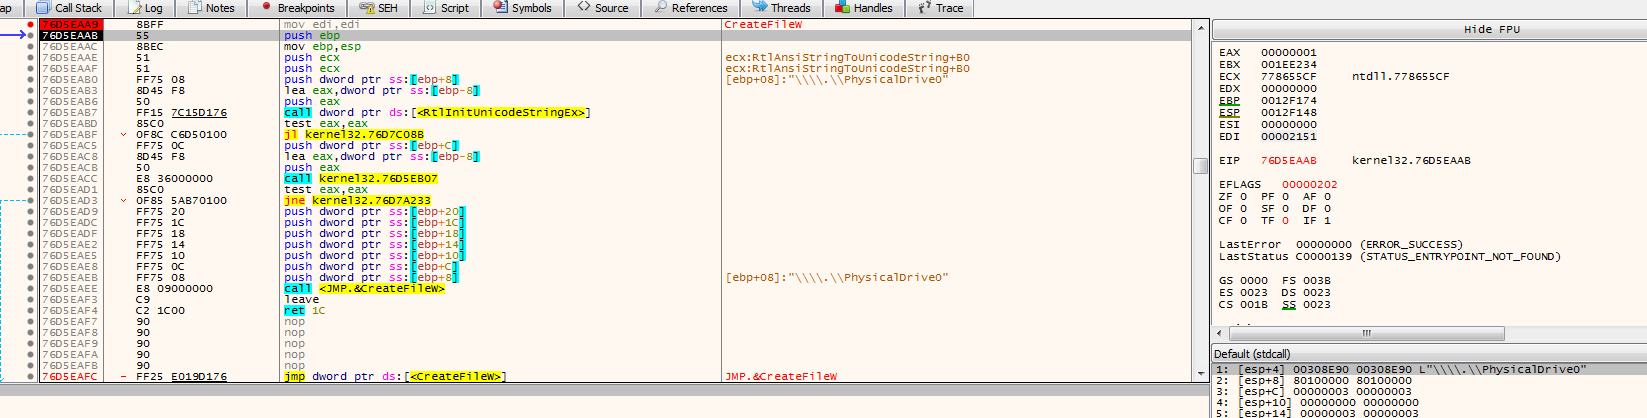 ap Call Stack Log Notes Breakpoints SEH Script Symbols Source References Threads Handles Trace
76D5EAA9 8BFF mov edi,edi CreateFileW
76D5EAAB 55 push ebp
76D5EAAC 8BEC mov ebp,esp
76D5EAAE 51 push ecx ecx:RtlAnsiStringToUnicodeString+B0
76D5EAAF 51 push ecx ecx:RtlAnsiStringToUnicodeString+B0
76D5EAB0 FF75 08 push dword ptr ss:[ebp+8] [ebp+08]:"\\\\.\\PhysicalDrive0"
76D5EAB3 8D45 F8 lea eax,dword ptr ss:[ebp-8]
76D5EAB6 50 push eax
76D5EAB7 FF15 7C15D176 call dword ptr ds:[<RtlInitUnicodeStringEx>]
76D5EABD 85C0 test eax,eax
76D5EABF 0F8C C6D50100 jl kernel32.76D7C08B
76D5EAC5 FF75 0C push dword ptr ss:[ebp+C]
76D5EAC8 8D45 F8 lea eax,dword ptr ss:[ebp-8]
76D5EACB 50 push eax
76D5EACC E8 36000000 call kernel32.76D5EB07
76D5EAD1 85C0 test eax,eax
76D5EAD3 0F85 5AB70100 jne kernel32.76D7A233
76D5EAD9 FF75 20 push dword ptr ss:[ebp+20]
76D5EADC FF75 1C push dword ptr ss:[ebp+1C]
76D5EADF FF75 18 push dword ptr ss:[ebp+18]
76D5EAE2 FF75 14 push dword ptr ss:[ebp+14]
76D5EAE5 FF75 10 push dword ptr ss:[ebp+10]
76D5EAE8 FF75 0C push dword ptr ss:[ebp+C]
76D5EAEB FF75 08 push dword ptr ss:[ebp+8] [ebp+08]:"\\\\.\\PhysicalDrive0"
76D5EAEE E8 09000000 call <JMP.&CreateFileW>
76D5EAF3 C9 leave
76D5EAF4 C2 1C00 ret 1C
76D5EAF7 90 nop
76D5EAF8 90 nop
76D5EAF9 90 nop
76D5EAFA 90 nop
76D5EAFB 90 nop
76D5EAFC FF25 E019D176 jmp dword ptr ds:[<CreateFileW>] JMP.&CreateFileW
Hide FPU
EAX 00000001
EBX 001EE234
ECX 778655CF ntdll.778655CF
EDX 00000000
EBP 0012F174
ESP 0012F148
ESI 00000000
EDI 00002151
EIP 76D5EAAB kernel32.76D5EAAB
EFLAGS 00000202
ZF 0 PF 0 AF 0
OF 0 SF 0 DF 0
CF 0 TF 0 IF 1
LastError 00000000 (ERROR_SUCCESS)
LastStatus C0000139 (STATUS_ENTRYPOINT_NOT_FOUND)
GS 0000 FS 003B
ES 0023 DS 0023
CS 001B SS 0023
Default (stdcall)
1: [esp+4] 00308E90 00308E90 L"\\\\.\\PhysicalDrive0"
2: [esp+8] 80100000 80100000
3: [esp+C] 00000003 00000003
4: [esp+10] 00000000 00000000
5: [esp+14] 00000003 00000003